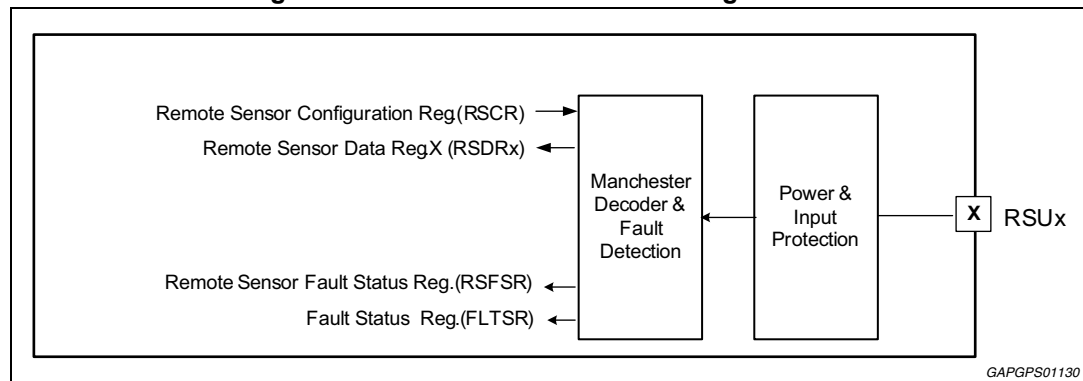 Remote Sensor Configuration Reg.(RSCR)
Remote Sensor Data Reg.X (RSDRx)
Manchester
Decoder &
Fault
Detection
Power &
Input
Protection
X
RSUx
Remote Sensor Fault Status Reg.(RSFSR)
Fault Status Reg.(FLTSR)
GAPGPS01130